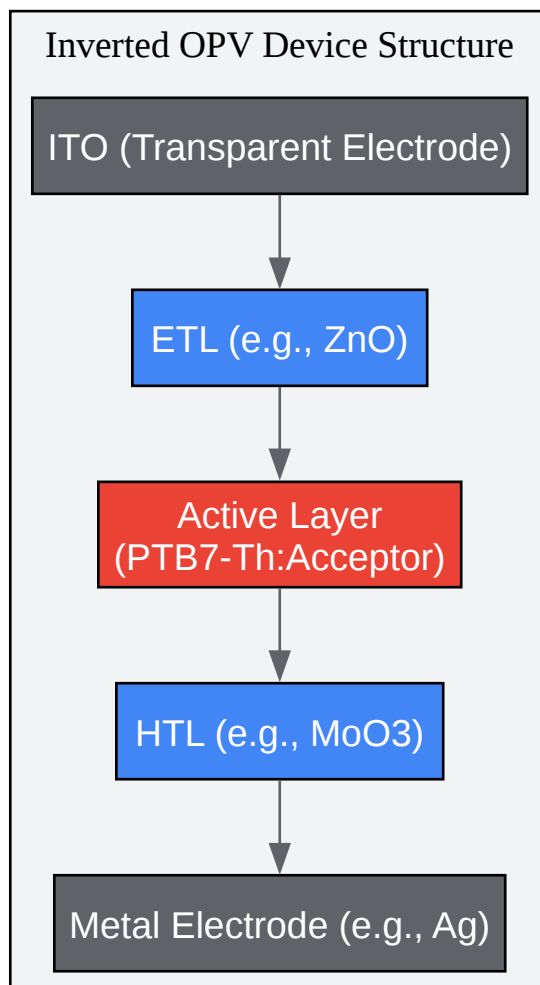 Inverted OPV Device Structure
ITO (Transparent Electrode)
ETL (e.g., ZnO)
Active Layer
(PTB7-Th:Acceptor)
HTL (e.g., MoO3)
Metal Electrode (e.g., Ag)